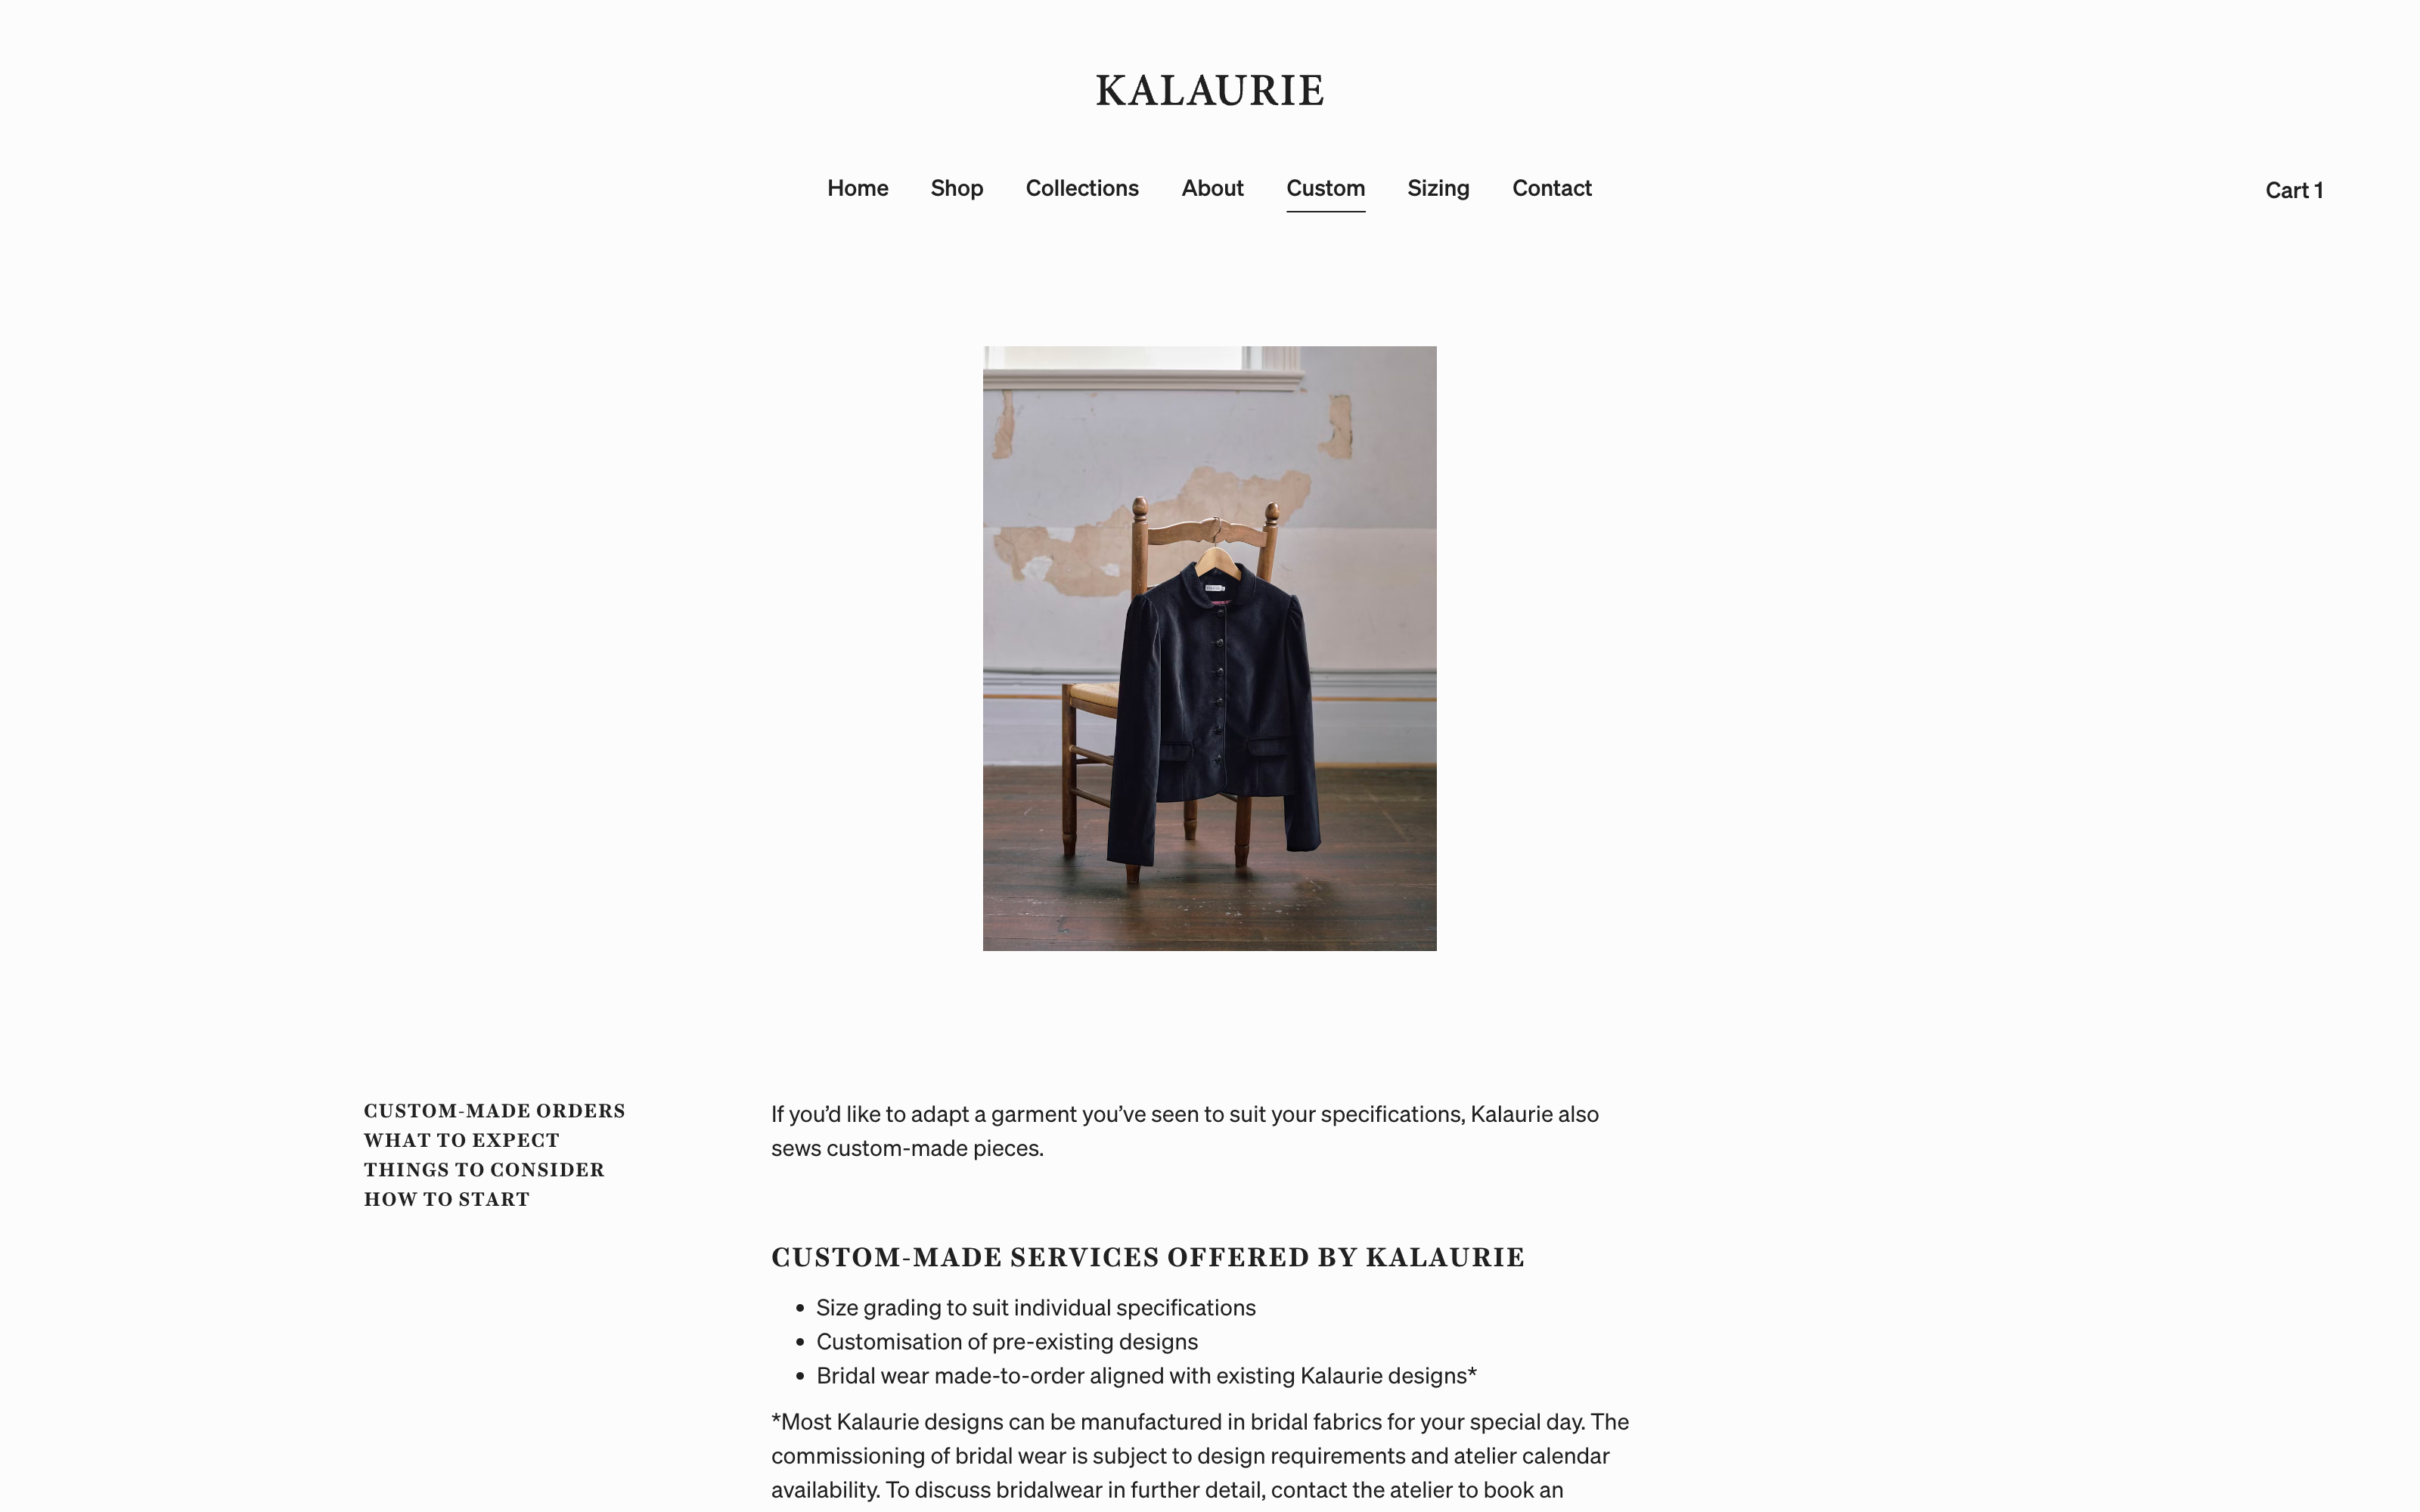 KALAURIE
Home Shop Collections About Custom Sizing Contact Cart 1
CUSTOM-MADE ORDERS
WHAT TO EXPECT
THINGS TO CONSIDER
HOW TO START
If you’d like to adapt a garment you’ve seen to suit your specifications, Kalaurie also
sews custom-made pieces.
CUSTOM-MADE SERVICES OFFERED BY KALAURIE
• Size grading to suit individual specifications
• Customisation of pre-existing designs
• Bridal wear made-to-order aligned with existing Kalaurie designs*
*Most Kalaurie designs can be manufactured in bridal fabrics for your special day. The
commissioning of bridal wear is subject to design requirements and atelier calendar
availability. To discuss bridalwear in further detail, contact the atelier to book an